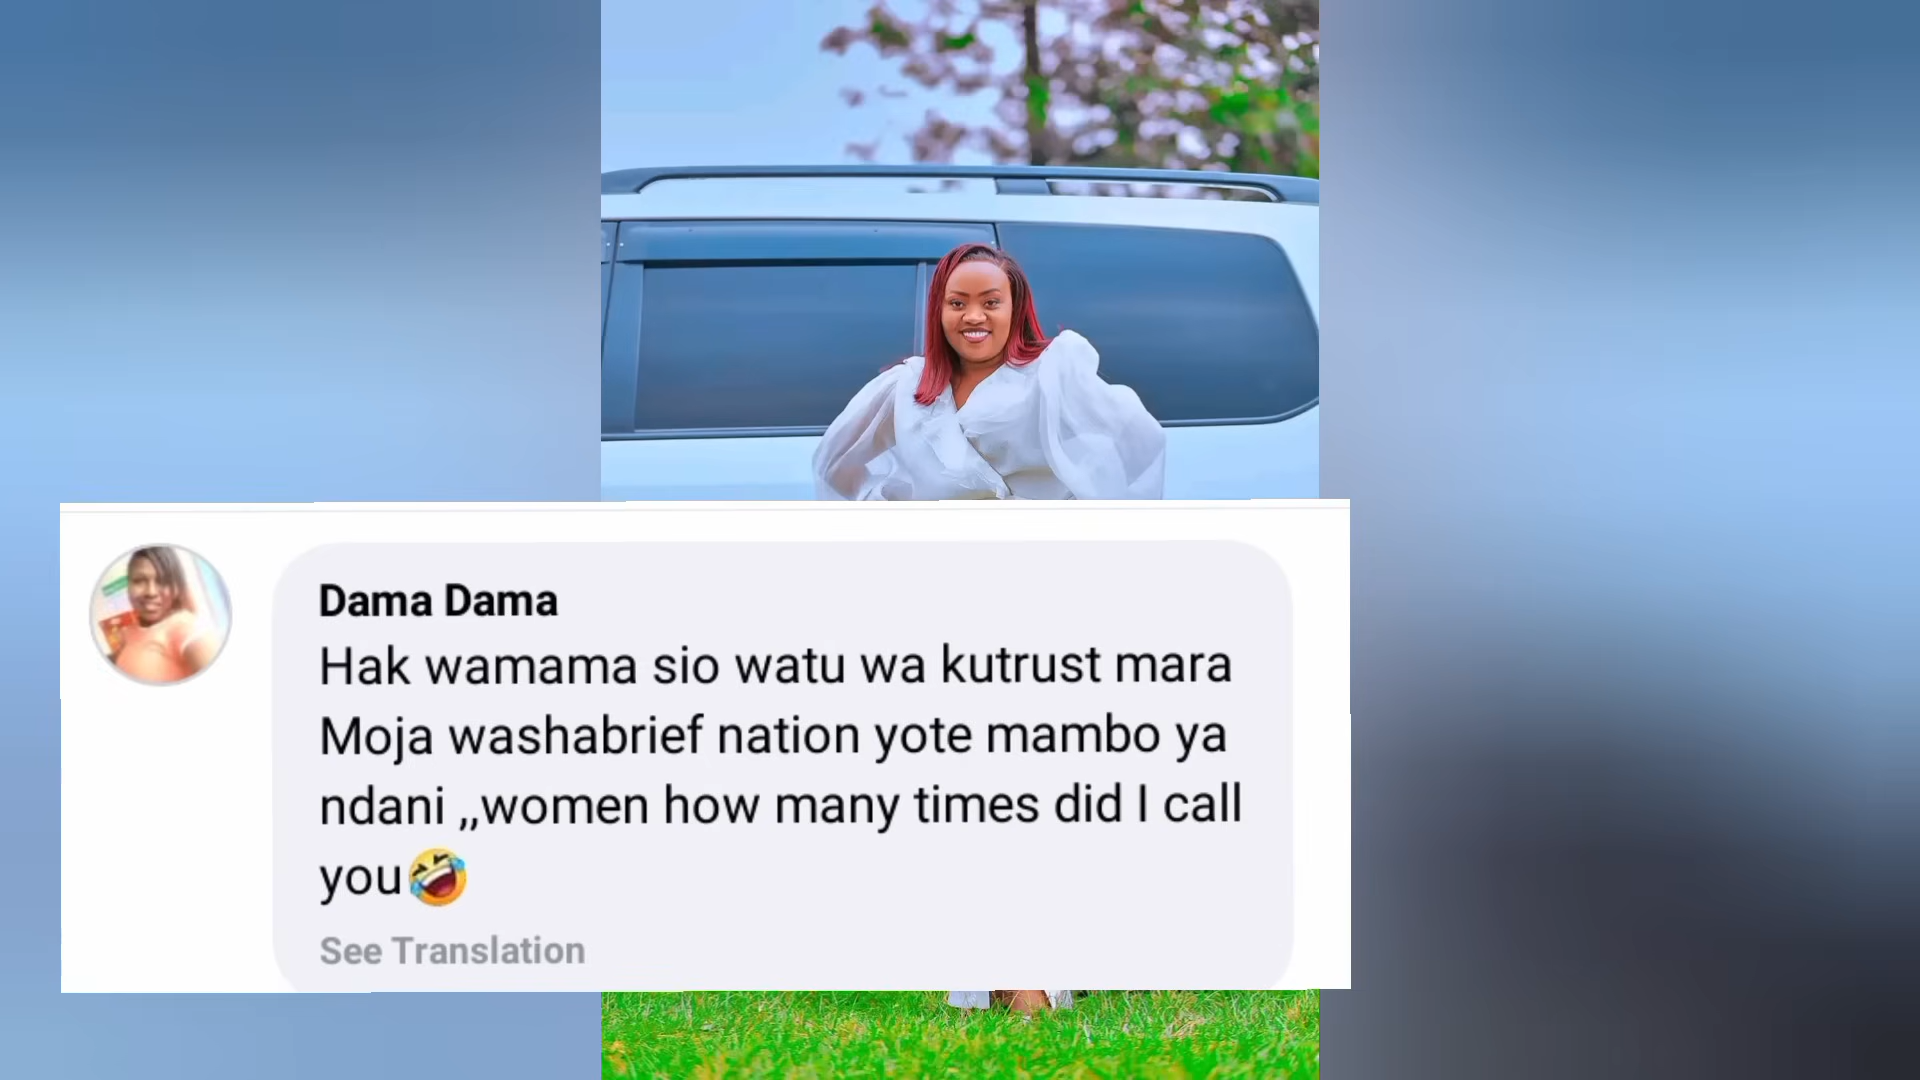 Dama Dama
Hak wamama sio watu wa kutrust mara
Moja washabrief nation yote mambo ya
ndani ,,women how many times did I call
you🤣
See Translation